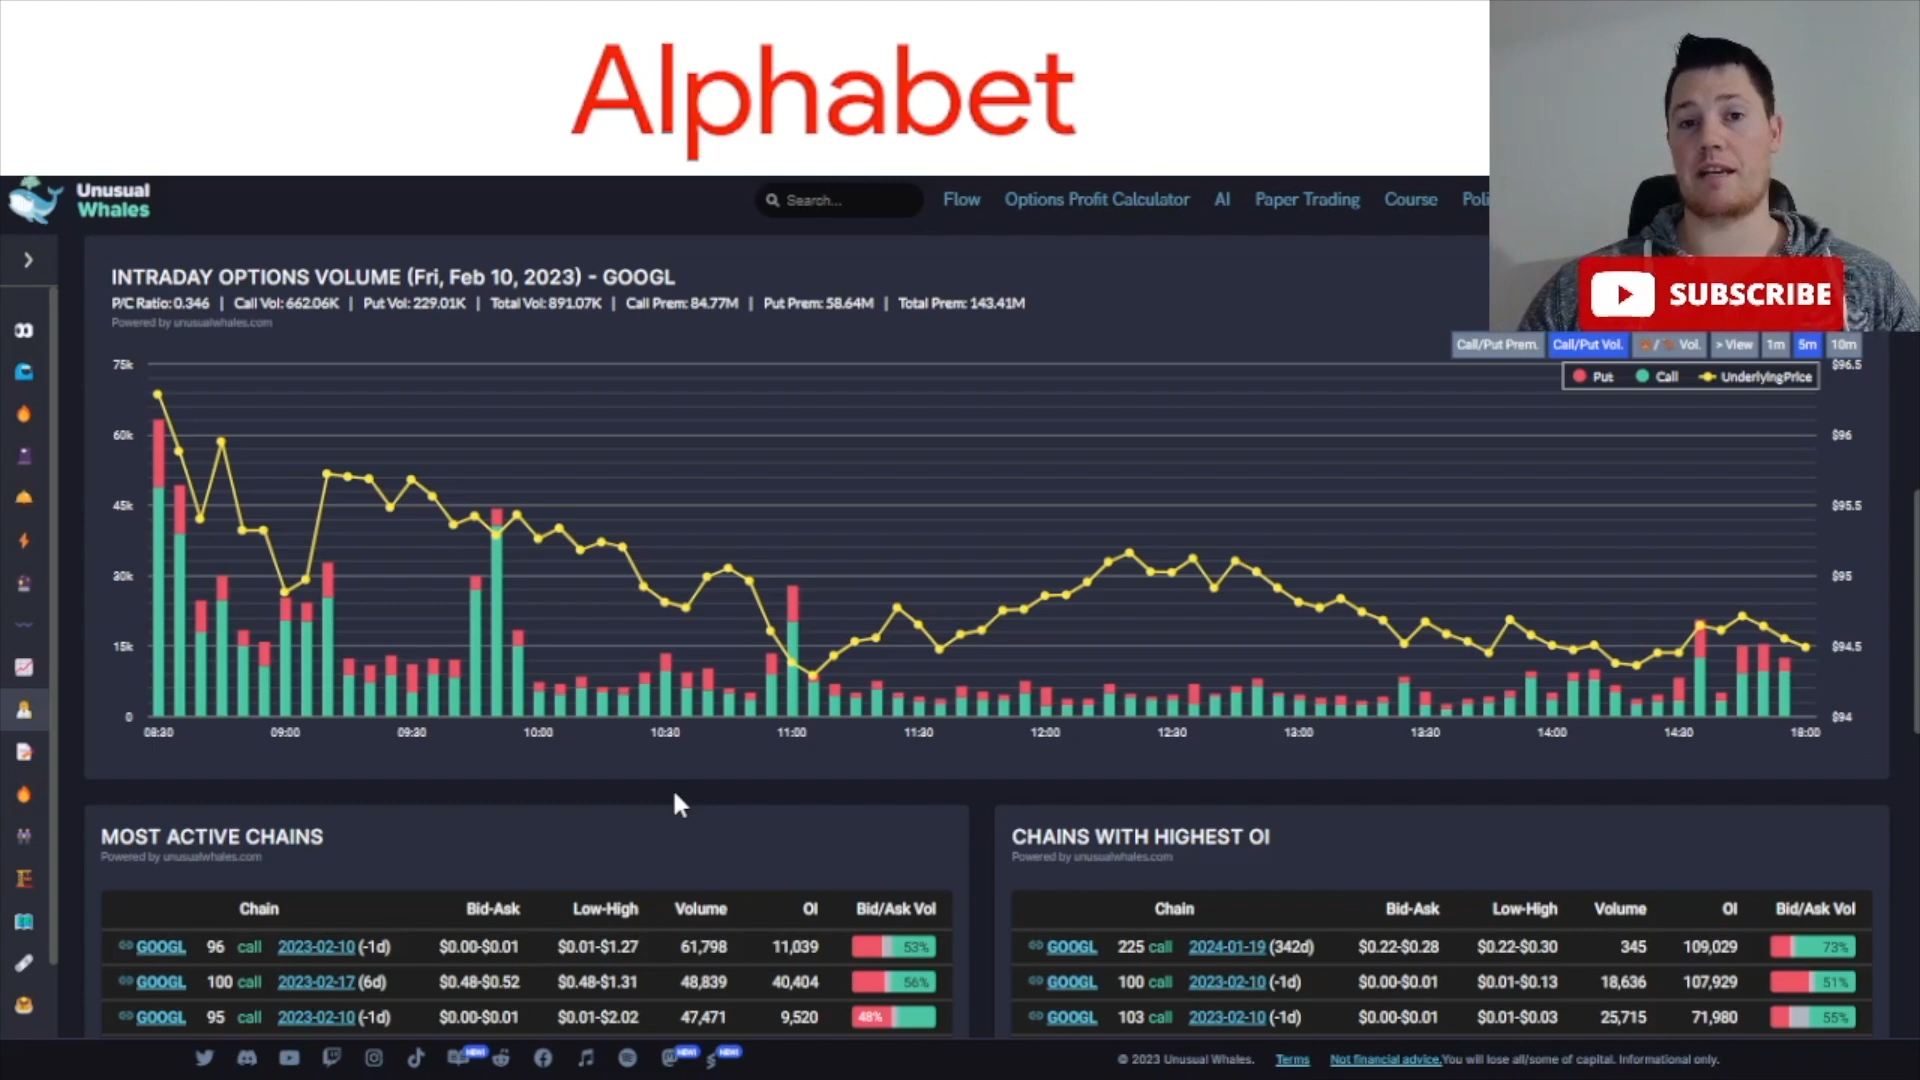 Alphabet
Unusual
Whales
Search...
Flow
Options Profit Calculator
AI
Paper Trading
Course
Poli
SUBSCRIBE
INTRADAY OPTIONS VOLUME (Fri, Feb 10, 2023) - GOOGL
P/C Ratio: 0.346 | Call Vol: 662.06K | Put Vol: 229.01K | Total Vol: 891.07K | Call Prem: 84.77M | Put Prem: 58.64M | Total Prem: 143.41M
Powered by unusualwhales.com
Call/Put Prem. Call/Put Vol. / Vol. > View 1m 5m 10m
Put Call UnderlyingPrice
75k $96.5
60k $96
45k $95.5
30k $95
15k $94.5
0 $94
08:30 09:00 09:30 10:00 10:30 11:00 11:30 12:00 12:30 13:00 13:30 14:00 14:30 15:00
MOST ACTIVE CHAINS
Powered by unusualwhales.com
Chain Bid-Ask Low-High Volume OI Bid/Ask Vol
GOOGL 96 call 2023-02-10 (-1d) $0.00-$0.01 $0.01-$1.27 61,798 11,039 53%
GOOGL 100 call 2023-02-17 (6d) $0.48-$0.52 $0.48-$1.31 48,839 40,404 56%
GOOGL 95 call 2023-02-10 (-1d) $0.00-$0.01 $0.01-$2.02 47,471 9,520 48%
CHAINS WITH HIGHEST OI
Powered by unusualwhales.com
Chain Bid-Ask Low-High Volume OI Bid/Ask Vol
GOOGL 225 call 2024-01-19 (342d) $0.22-$0.28 $0.22-$0.30 345 109,029 73%
GOOGL 100 call 2023-02-10 (-1d) $0.00-$0.01 $0.01-$0.13 18,636 107,929 51%
GOOGL 103 call 2023-02-10 (-1d) $0.00-$0.01 $0.01-$0.03 25,715 71,980 55%
NEW! NEW! NEW!
© 2023 Unusual Whales. Terms Not financial advice. You will lose all/some of capital. Informational only.